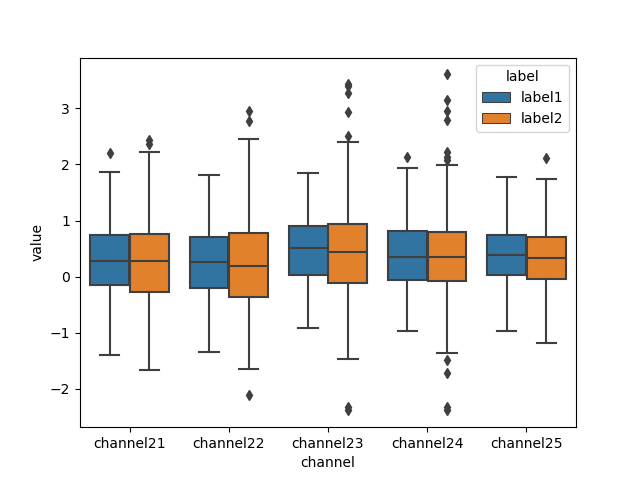 label
label1
label2
3
2
1
0
−1
−2
value
channel21 channel22 channel23 channel24 channel25
channel